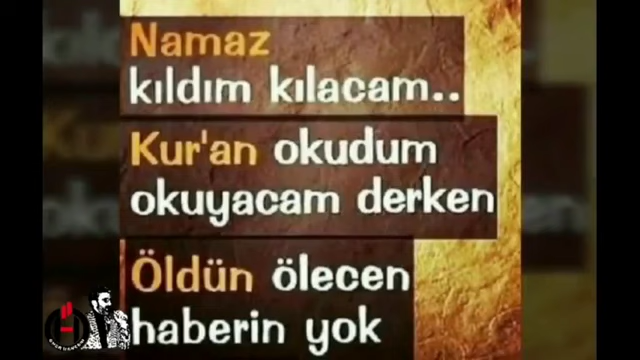 Namaz
kıldım kılacam..
Kur'an okudum
okuyacam derken
Öldün ölecen
haberin yok